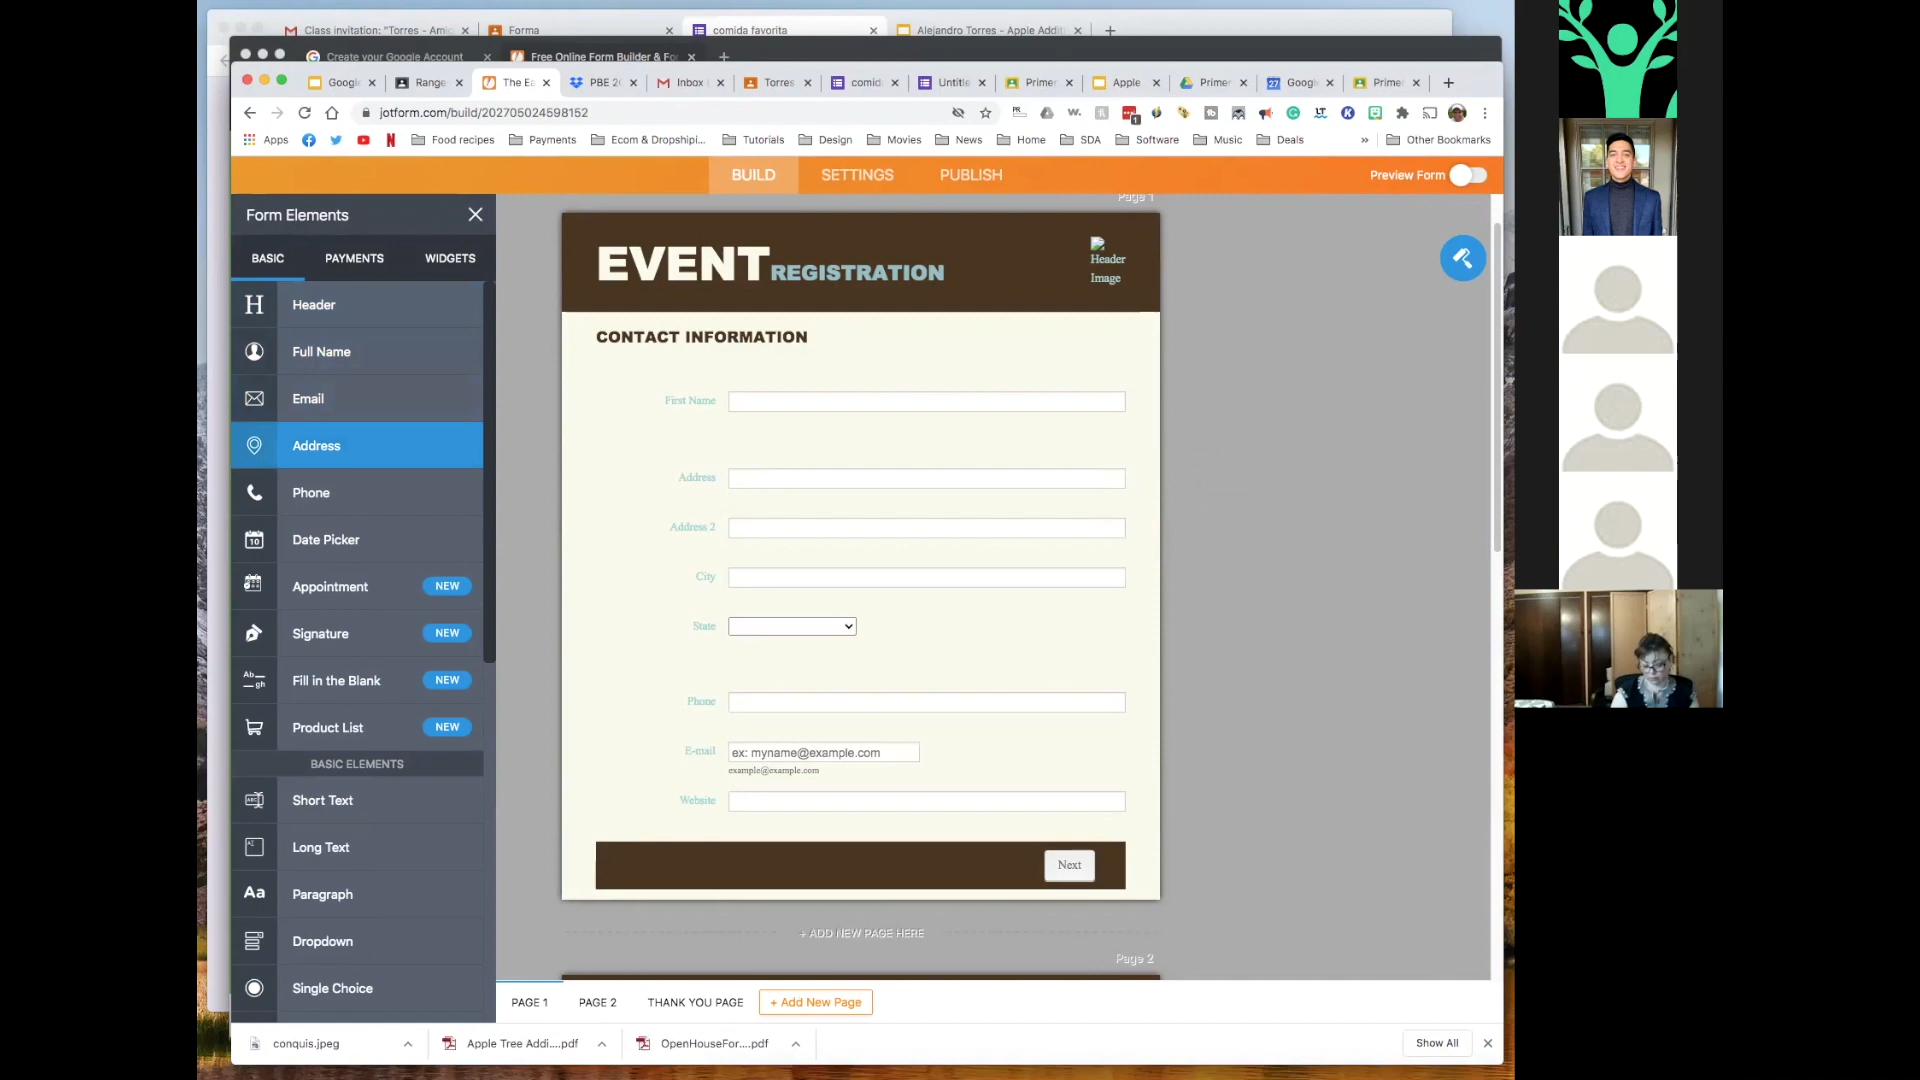 Class invitation: "Torres - Amic
Forma
comida favorita
Alejandro Torres - Apple Additi
Create your Google Account
Free Online Form Builder & Fo
Google
Range
The Ea
PBE 20
Inbox
Torres
comid
Untitle
Primer
Apple
Primer
Google
Primer
jotform.com/build/202705024598152
Apps
Food recipes
Payments
Ecom & Dropshipi...
Tutorials
Design
Movies
News
Home
SDA
Software
Music
Deals
»
Other Bookmarks
BUILD
SETTINGS
PUBLISH
Preview Form
Form Elements
BASIC
PAYMENTS
WIDGETS
Header
Full Name
Email
Address
Phone
Date Picker
Appointment NEW
Signature NEW
Fill in the Blank NEW
Product List NEW
BASIC ELEMENTS
Short Text
Long Text
Paragraph
Dropdown
Single Choice
Page 1
EVENT REGISTRATION
Header
Image
CONTACT INFORMATION
First Name
Address
Address 2
City
State
Phone
E-mail
ex: myname@example.com
example@example.com
Website
Next
+ ADD NEW PAGE HERE
Page 2
PAGE 1
PAGE 2
THANK YOU PAGE
+ Add New Page
conquis.jpeg
Apple Tree Addi....pdf
OpenHouseFor....pdf
Show All